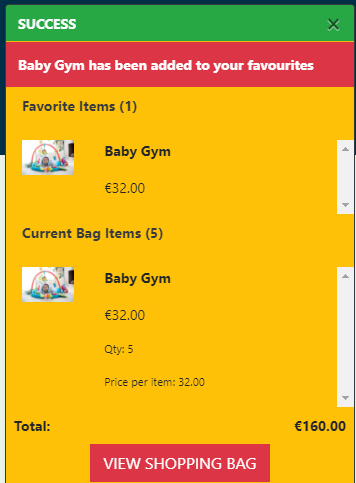 SUCCESS ×
Baby Gym has been added to your favourites
Favorite Items (1)
Baby Gym
€32.00
Current Bag Items (5)
Baby Gym
€32.00
Qty: 5
Price per item: 32.00
Total: €160.00
VIEW SHOPPING BAG